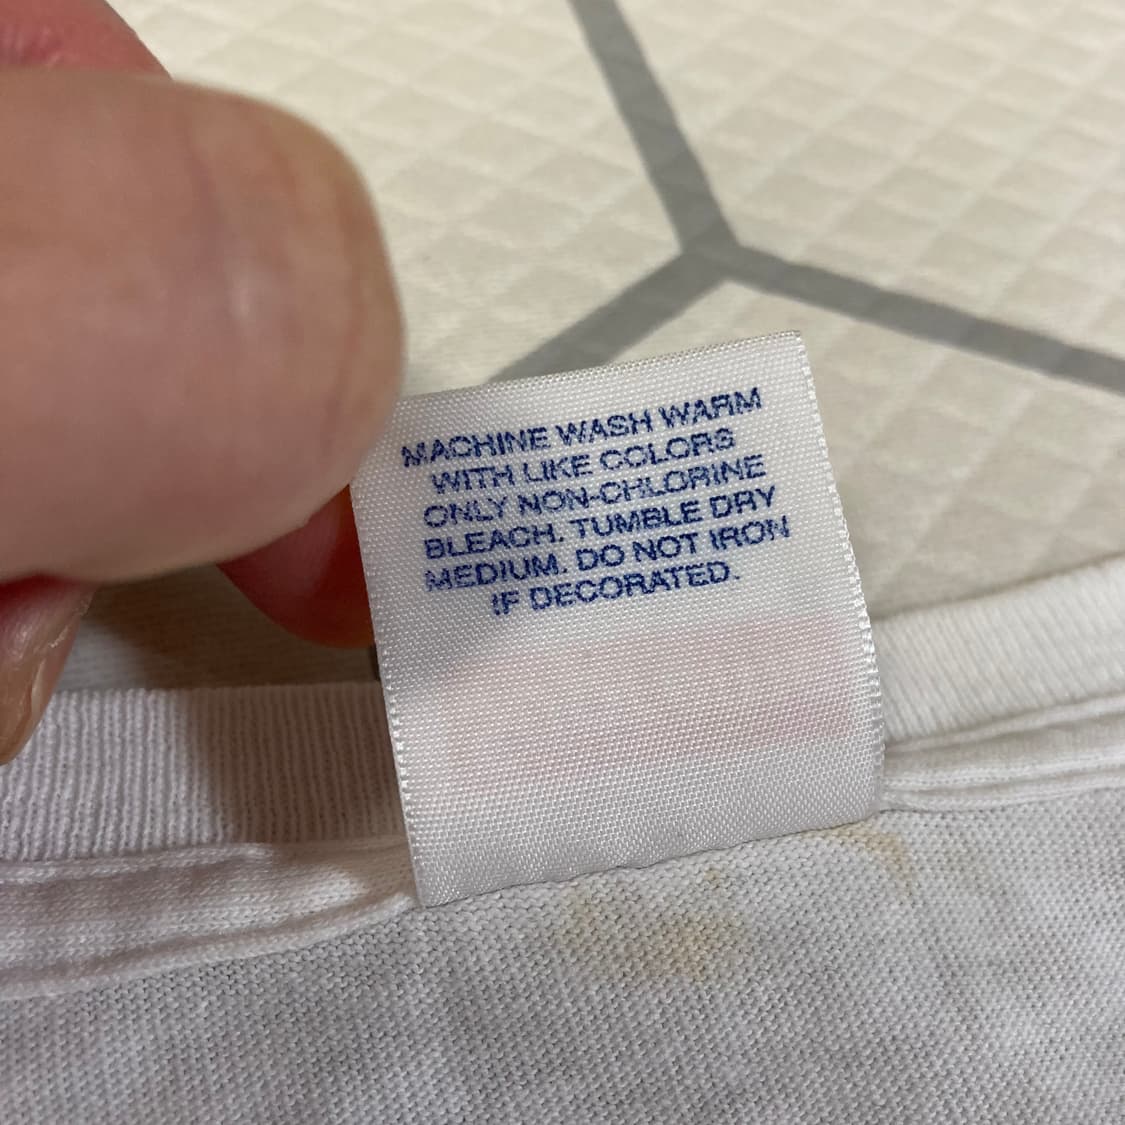 MACHINE WASH WARM
WITH LIKE COLORS
ONLY NON-CHLORINE
BLEACH. TUMBLE DRY
MEDIUM. DO NOT IRON
IF DECORATED.